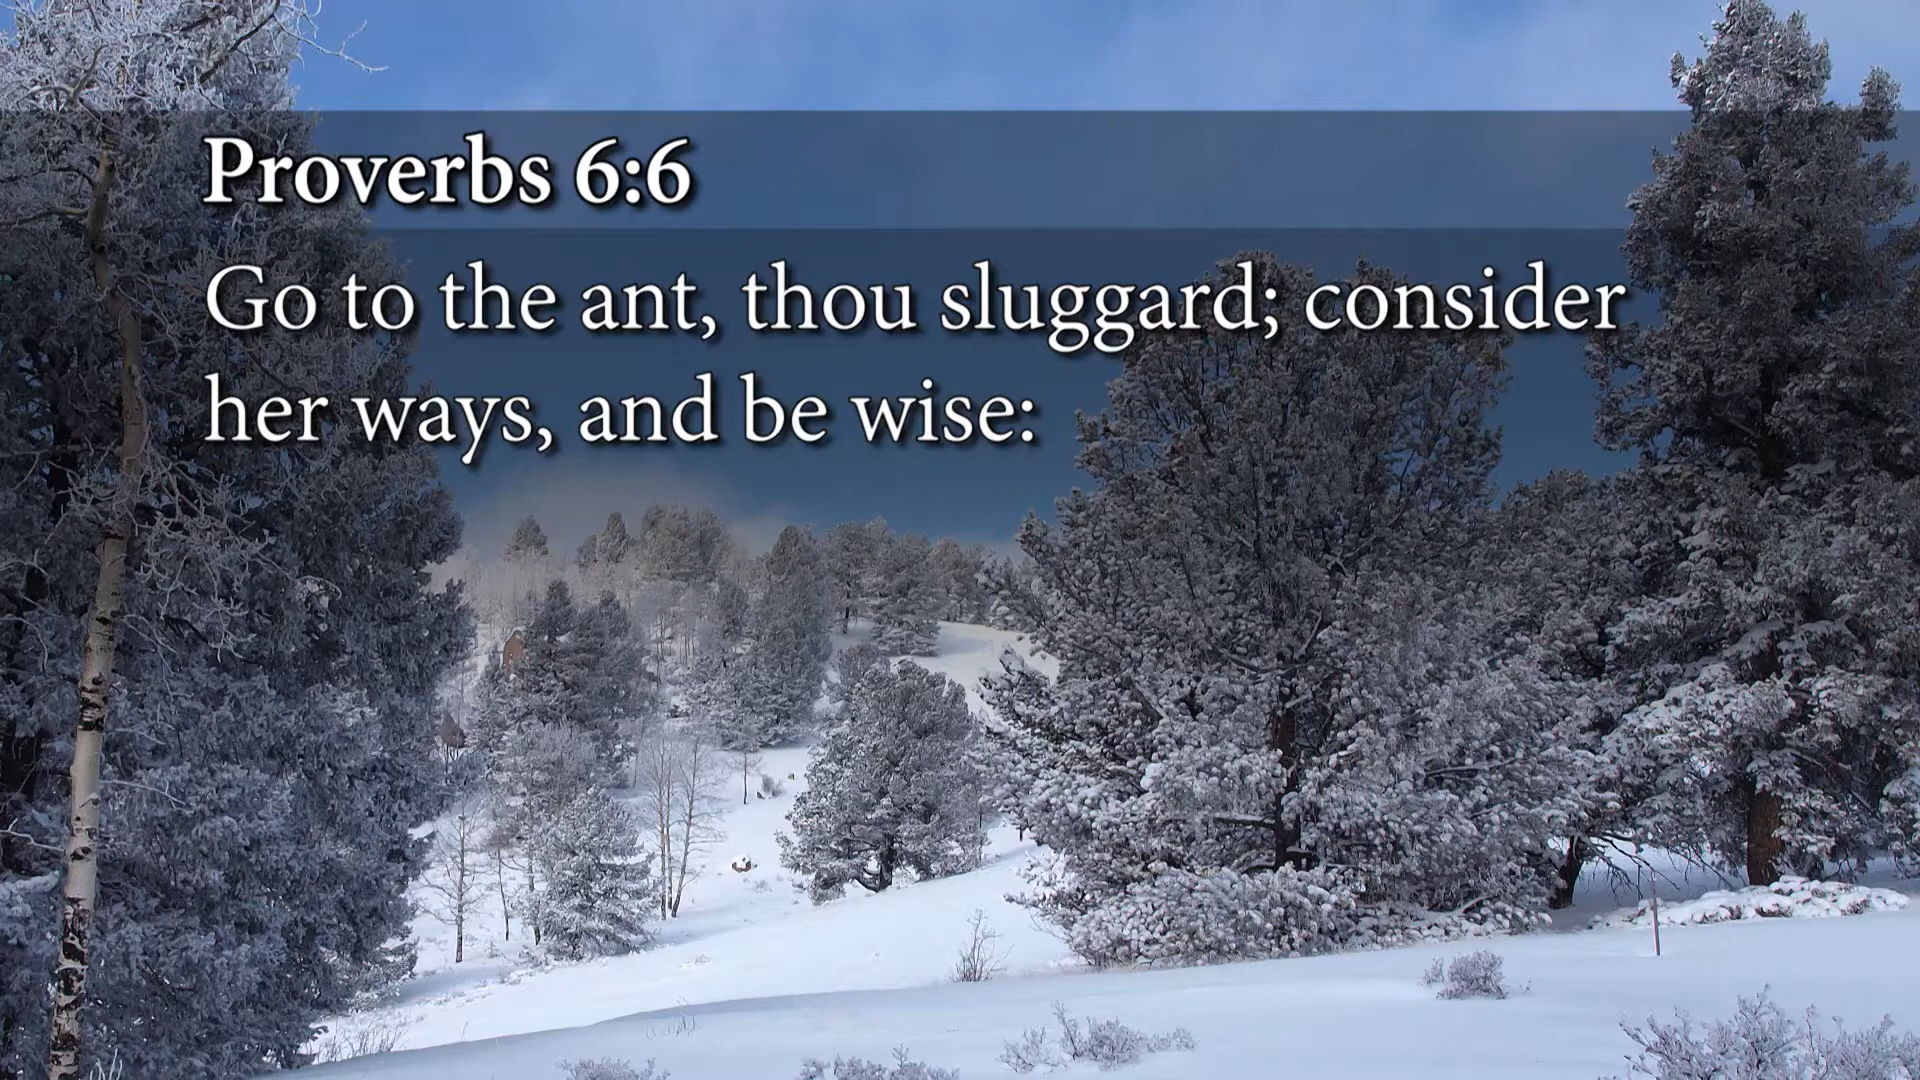 Proverbs 6:6
Go to the ant, thou sluggard; consider
her ways, and be wise: